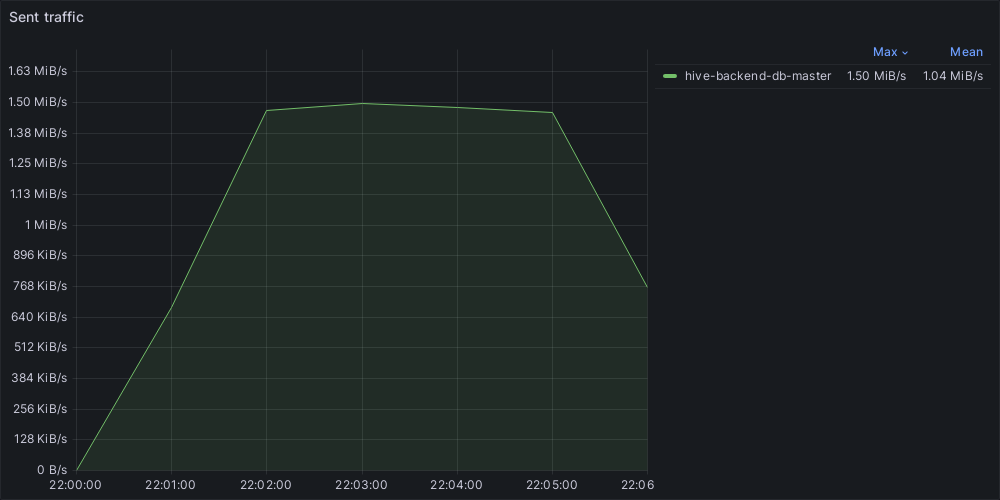 Sent traffic
Max Mean
hive-backend-db-master 1.50 MiB/s 1.04 MiB/s
1.63 MiB/s
1.50 MiB/s
1.38 MiB/s
1.25 MiB/s
1.13 MiB/s
1 MiB/s
896 KiB/s
768 KiB/s
640 KiB/s
512 KiB/s
384 KiB/s
256 KiB/s
128 KiB/s
0 B/s
22:00:00 22:01:00 22:02:00 22:03:00 22:04:00 22:05:00 22:06